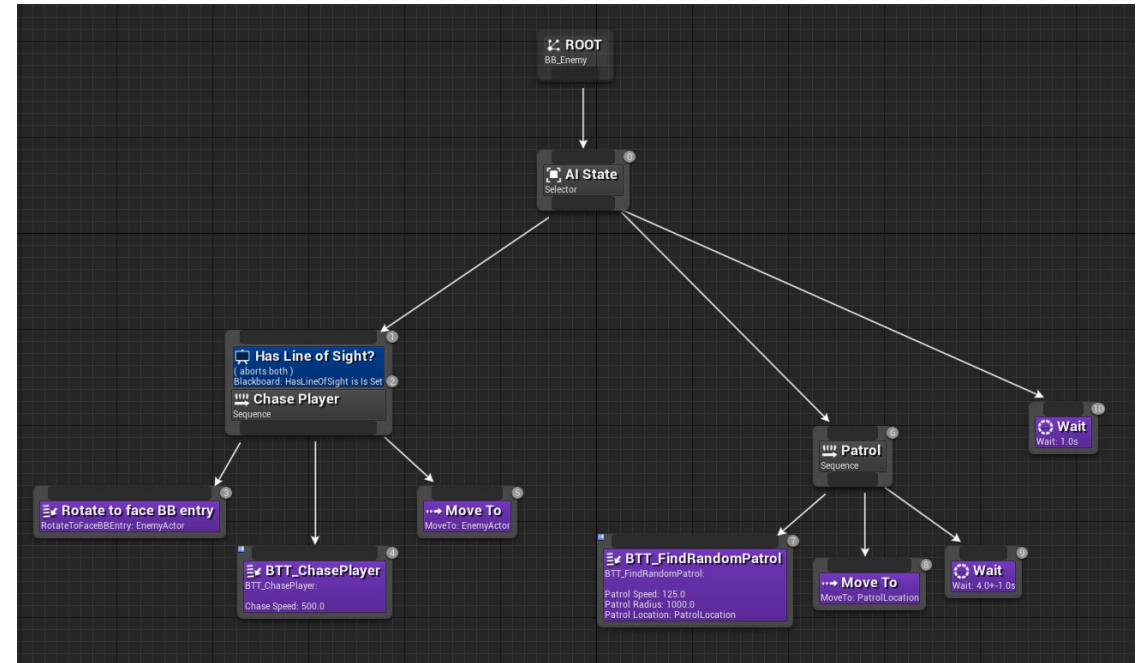 ROOT
BB_Enemy
0
AI State
Selector
1
Has Line of Sight?
( aborts both )
Blackboard: HasLineOfSight is Is Set
2
Chase Player
Sequence
10
Wait
Wait: 1.0s
6
Patrol
Sequence
3
Rotate to face BB entry
RotateToFaceBBEntry: EnemyActor
5
Move To
MoveTo: EnemyActor
4
BTT_ChasePlayer
BTT_ChasePlayer:
Chase Speed: 500.0
7
BTT_FindRandomPatrol
BTT_FindRandomPatrol:
Patrol Speed: 125.0
Patrol Radius: 1000.0
Patrol Location: PatrolLocation
8
Move To
MoveTo: PatrolLocation
9
Wait
Wait: 4.0+-1.0s